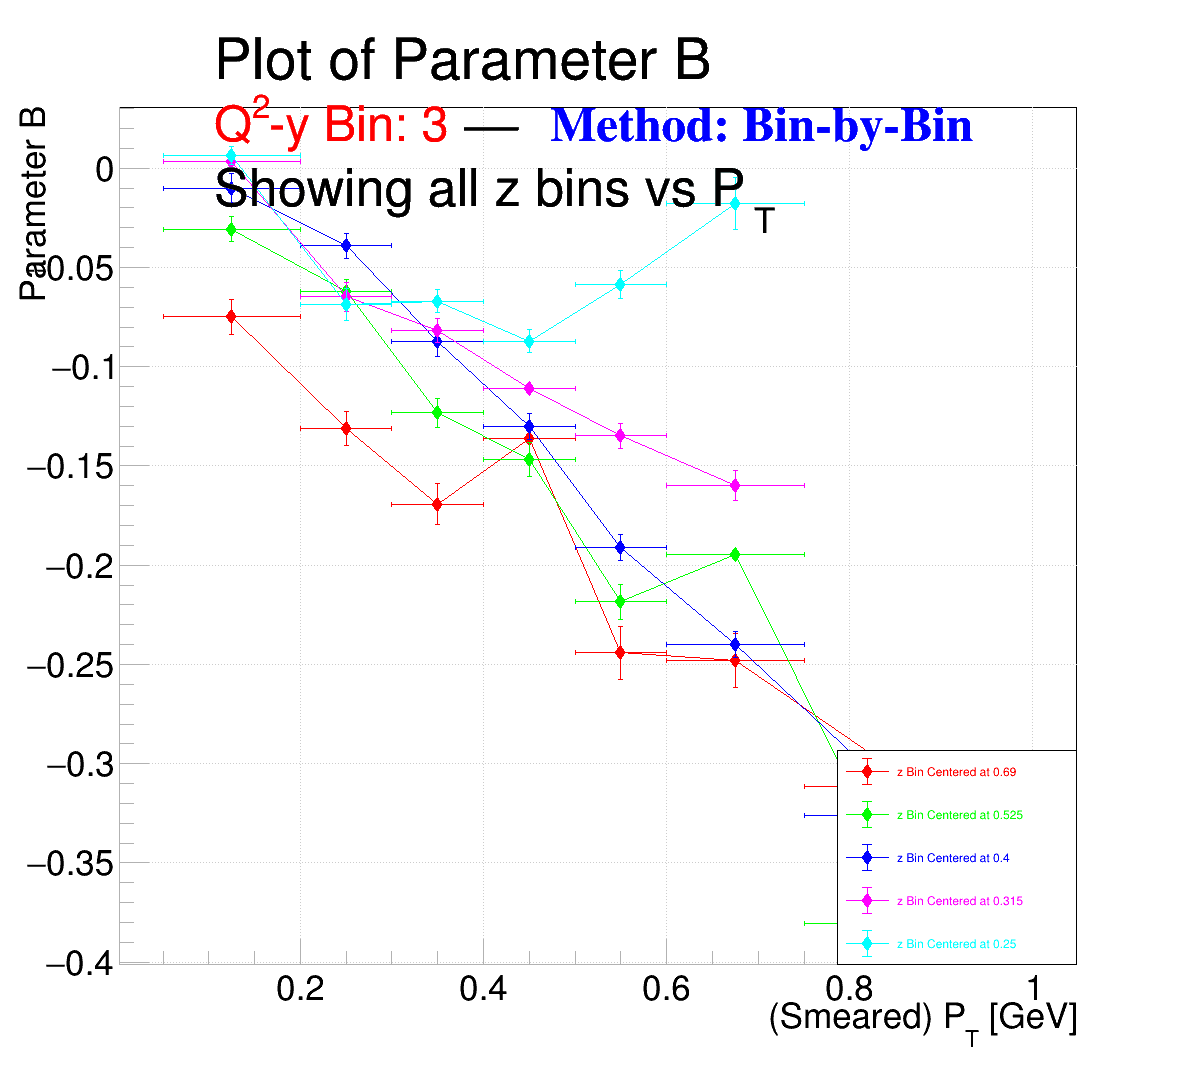 Plot of Parameter B
Q²-y Bin: 3 — Method: Bin-by-Bin
Showing all z bins vs P_T
Parameter B
0
−0.05
−0.1
−0.15
−0.2
−0.25
−0.3
−0.35
−0.4
0.2 0.4 0.6 0.8 1
(Smeared) P_T [GeV]
z Bin Centered at 0.69
z Bin Centered at 0.525
z Bin Centered at 0.4
z Bin Centered at 0.315
z Bin Centered at 0.25